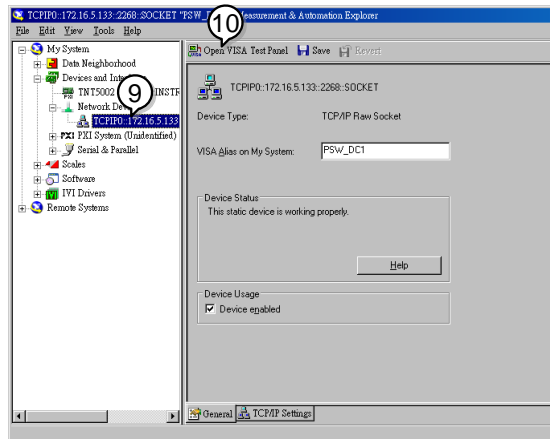 TCPIP0::172.16.5.133::2268::SOCKET "PSW_ Measurement & Automation Explorer
10
File Edit View Tools Help
Open VISA Test Panel Save Revert
My System
Data Neighborhood
Devices and Int
TNT5002 INSTR
9
Network De
TCPIP0::172.16.5.133
PXI PXI System (Unidentified)
Serial & Parallel
Scales
Software
IVI Drivers
Remote Systems
TCPIP0::172.16.5.133::2268::SOCKET
Device Type: TCP/IP Raw Socket
VISA Alias on My System: PSW_DC1
Device Status
This static device is working properly.
Help
Device Usage
Device enabled
General TCP/IP Settings